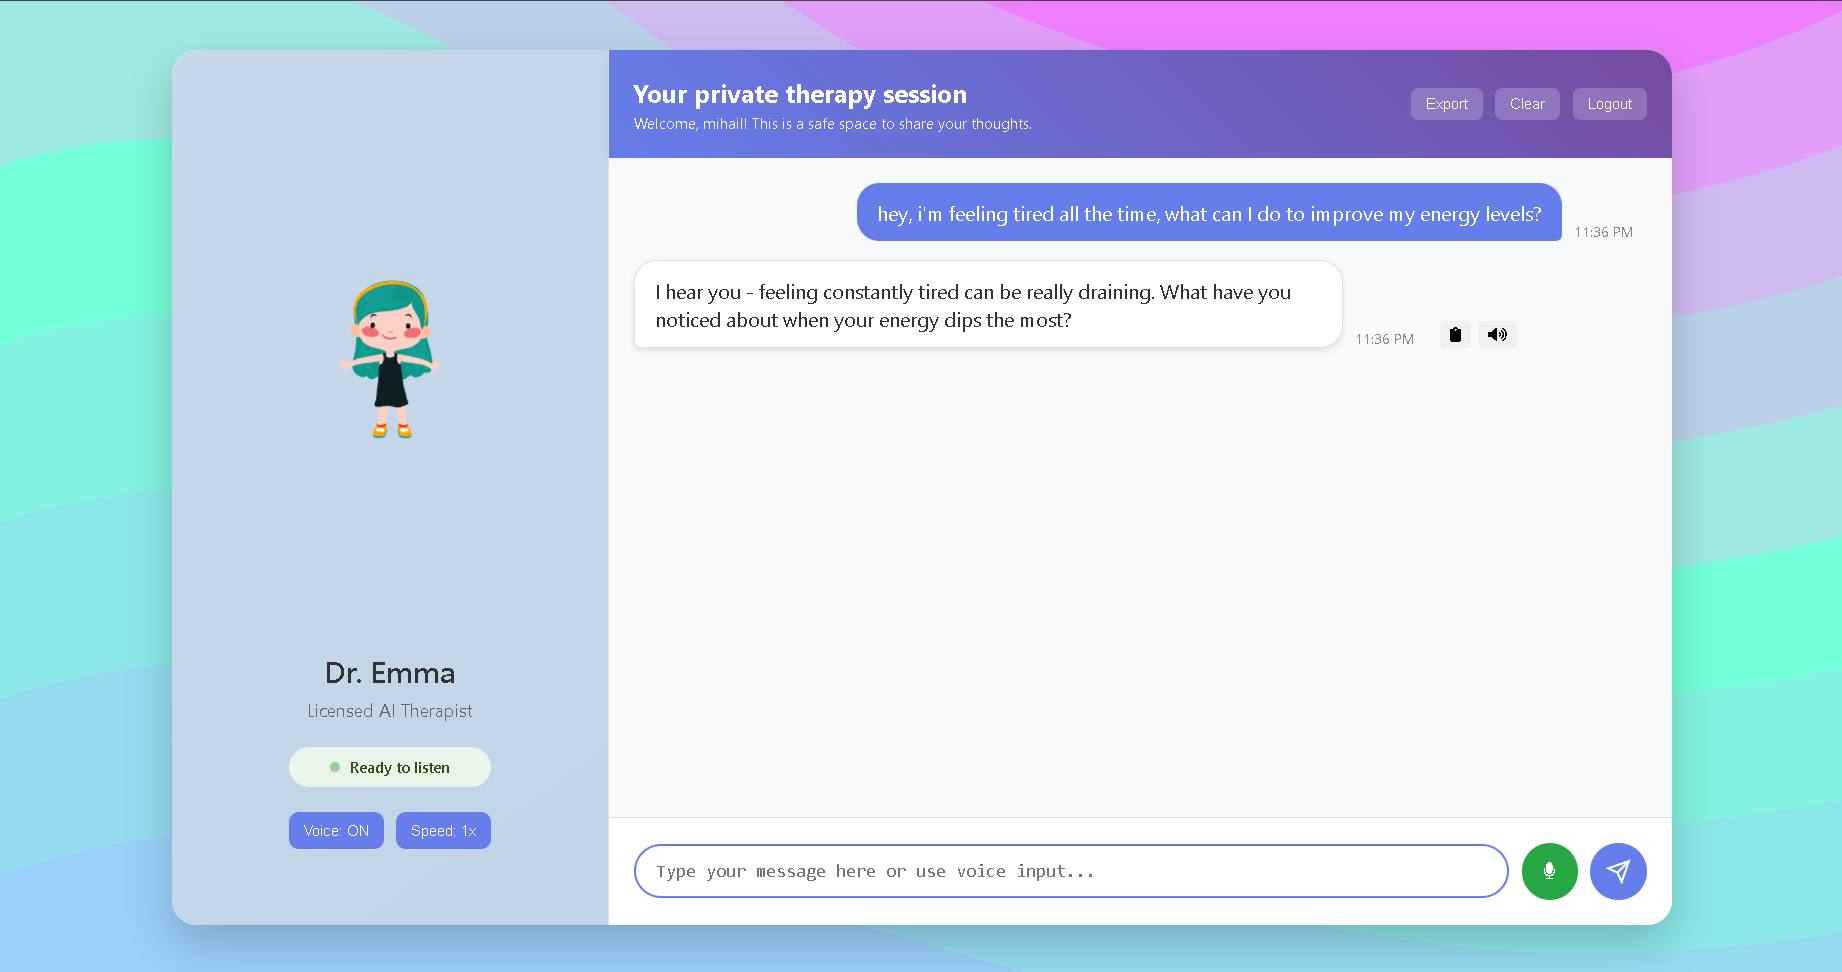 Your private therapy session
Welcome, mihail! This is a safe space to share your thoughts.
Export
Clear
Logout
hey, i'm feeling tired all the time, what can I do to improve my energy levels?
11:36 PM
I hear you - feeling constantly tired can be really draining. What have you
noticed about when your energy dips the most?
11:36 PM
Dr. Emma
Licensed AI Therapist
Ready to listen
Voice: ON
Speed: 1x
Type your message here or use voice input...